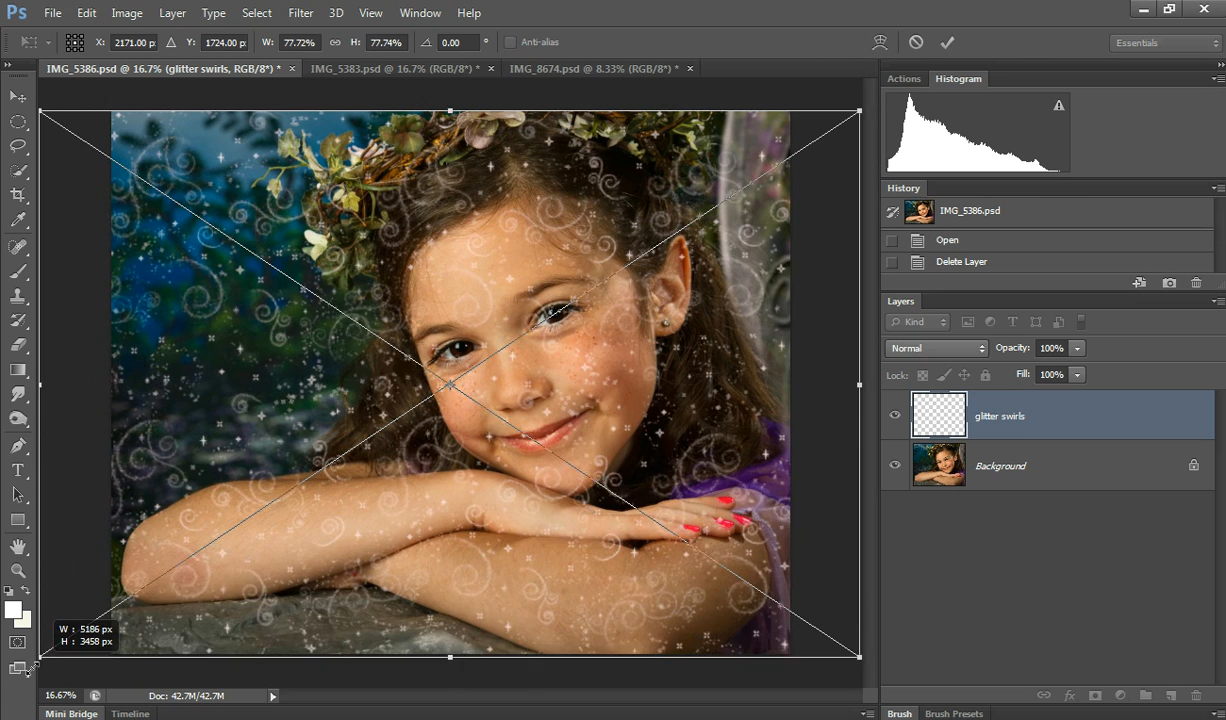 Ps File Edit Image Layer Type Select Filter 3D View Window Help
X: 2171.00 p: Y: 1724.00 p: W: 77.72% H: 77.74% 0.00 ° Anti-alias Essentials
IMG_5386.psd @ 16.7% (glitter swirls, RGB/8*) * × IMG_5383.psd @ 16.7% (RGB/8*) * × IMG_8674.psd @ 8.33% (RGB/8*) * ×
Actions Histogram
History
IMG_5386.psd
Open
Delete Layer
Layers
Kind
Normal Opacity: 100%
Lock: Fill: 100%
glitter swirls
Background
W : 5186 px
H : 3458 px
16.67% Doc: 42.7M/42.7M
Mini Bridge Timeline
Brush Brush Presets